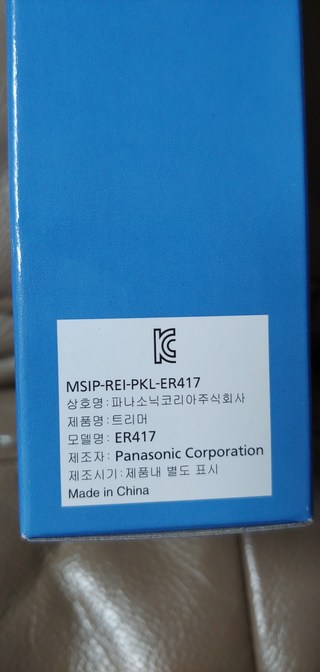 MSIP-REI-PKL-ER417
상호명:파나소닉코리아주식회사
제품명:트리머
모델명: ER417
제조자: Panasonic Corporation
제조시기:제품내 별도 표시
Made in China